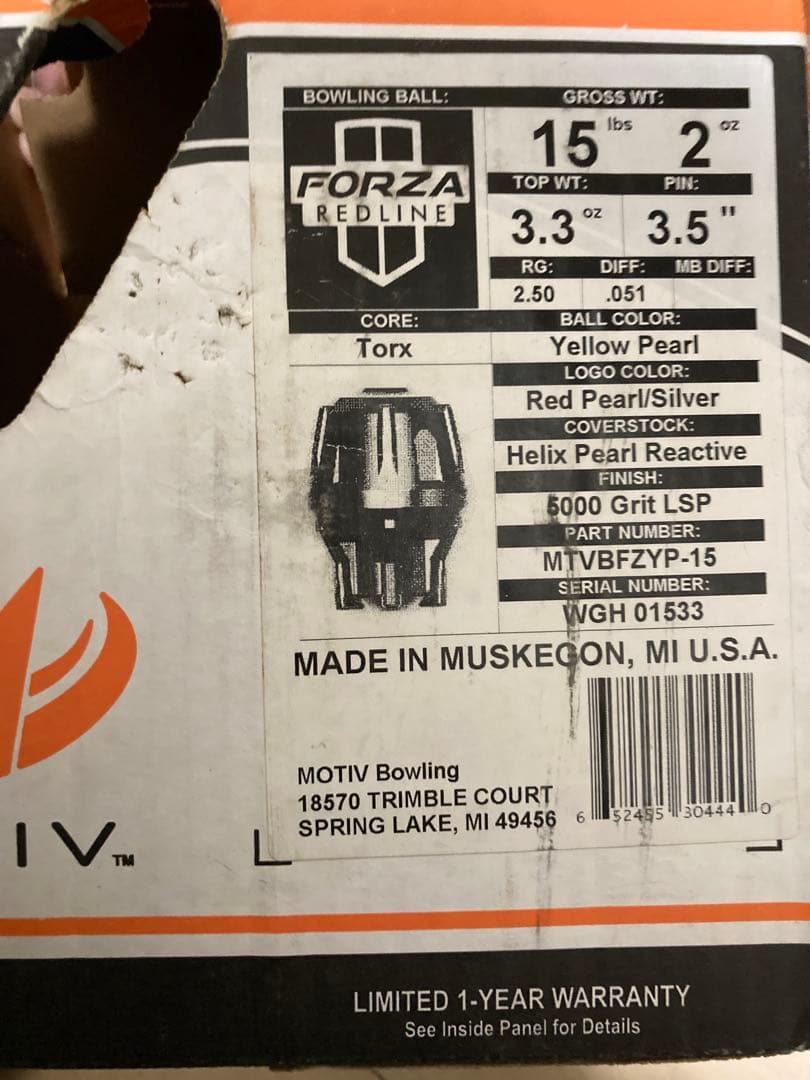 BOWLING BALL: GROSS WT:
FORZA
REDLINE
15 lbs 2 oz
TOP WT: PIN:
3.3 oz 3.5 "
RG: DIFF: MB DIFF:
2.50 .051
CORE: BALL COLOR:
Torx Yellow Pearl
LOGO COLOR:
Red Pearl/Silver
COVERSTOCK:
Helix Pearl Reactive
FINISH:
5000 Grit LSP
PART NUMBER:
MTVBFZYP-15
SERIAL NUMBER:
WGH 01533
MADE IN MUSKEGON, MI U.S.A.
MOTIV Bowling
18570 TRIMBLE COURT
SPRING LAKE, MI 49456
6 52455 30444 0
IV™
LIMITED 1-YEAR WARRANTY
See Inside Panel for Details